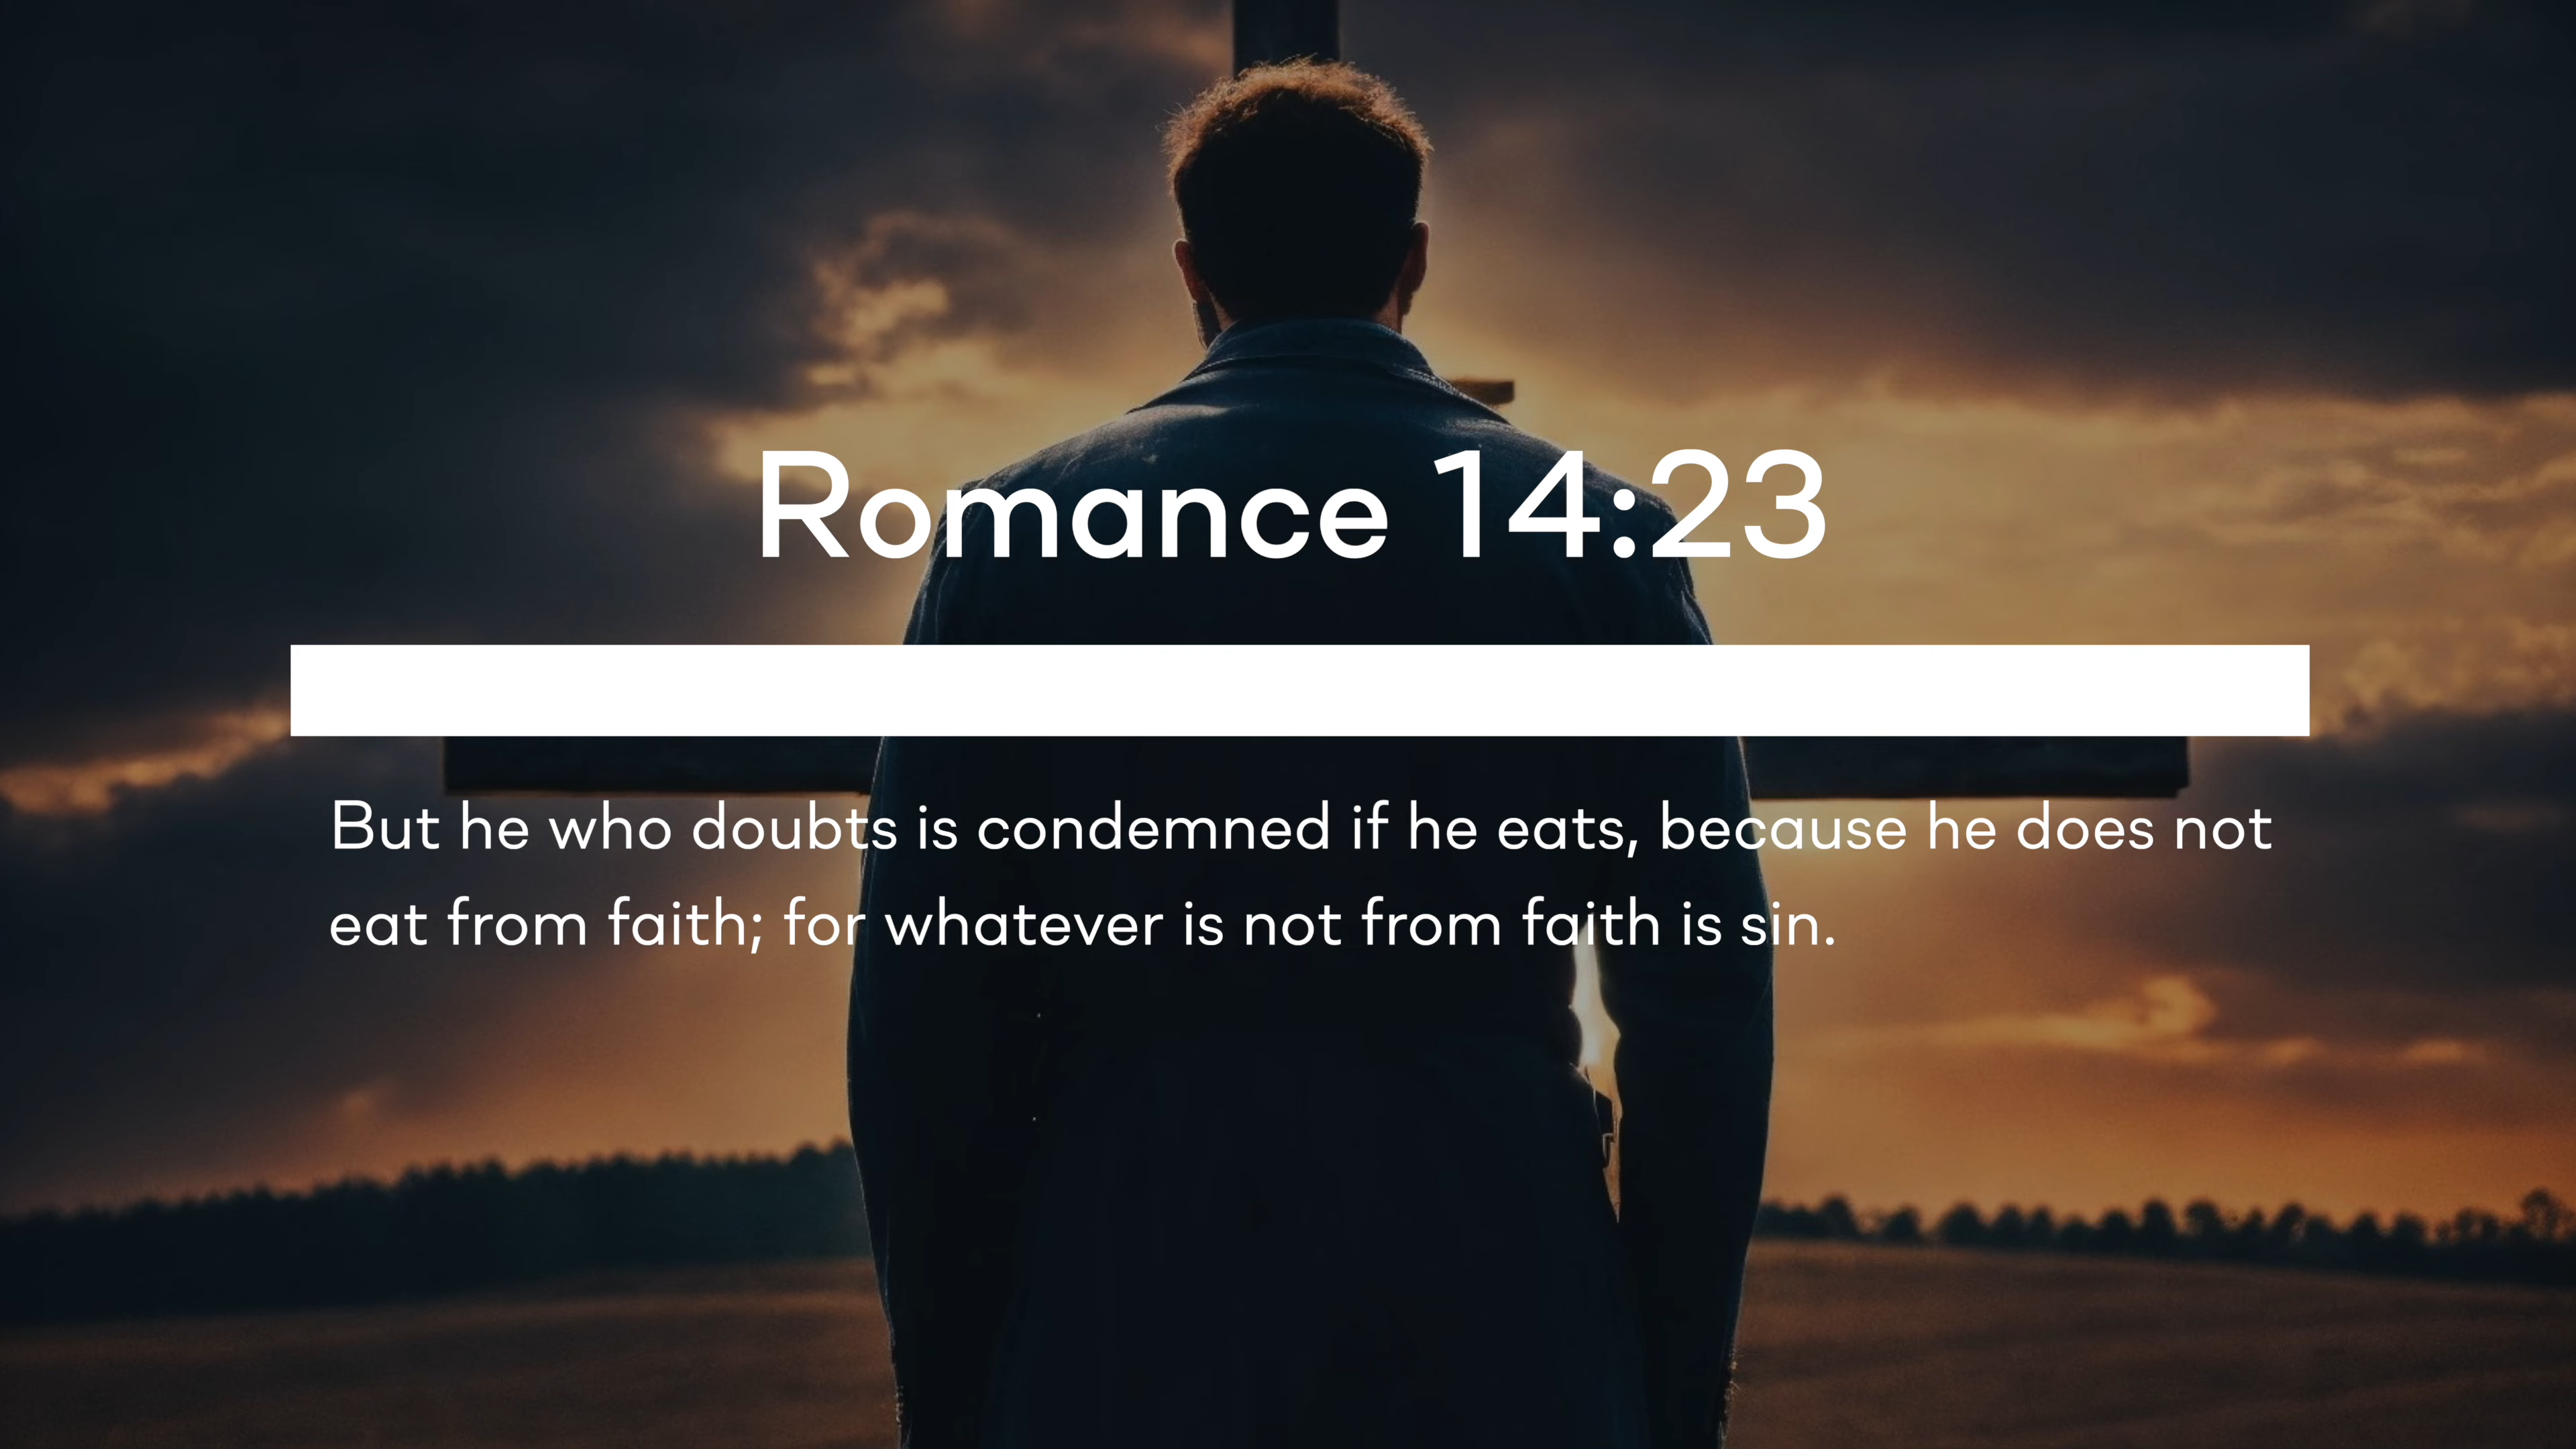 Romance 14:23
But he who doubts is condemned if he eats, because he does not
eat from faith; for whatever is not from faith is sin.